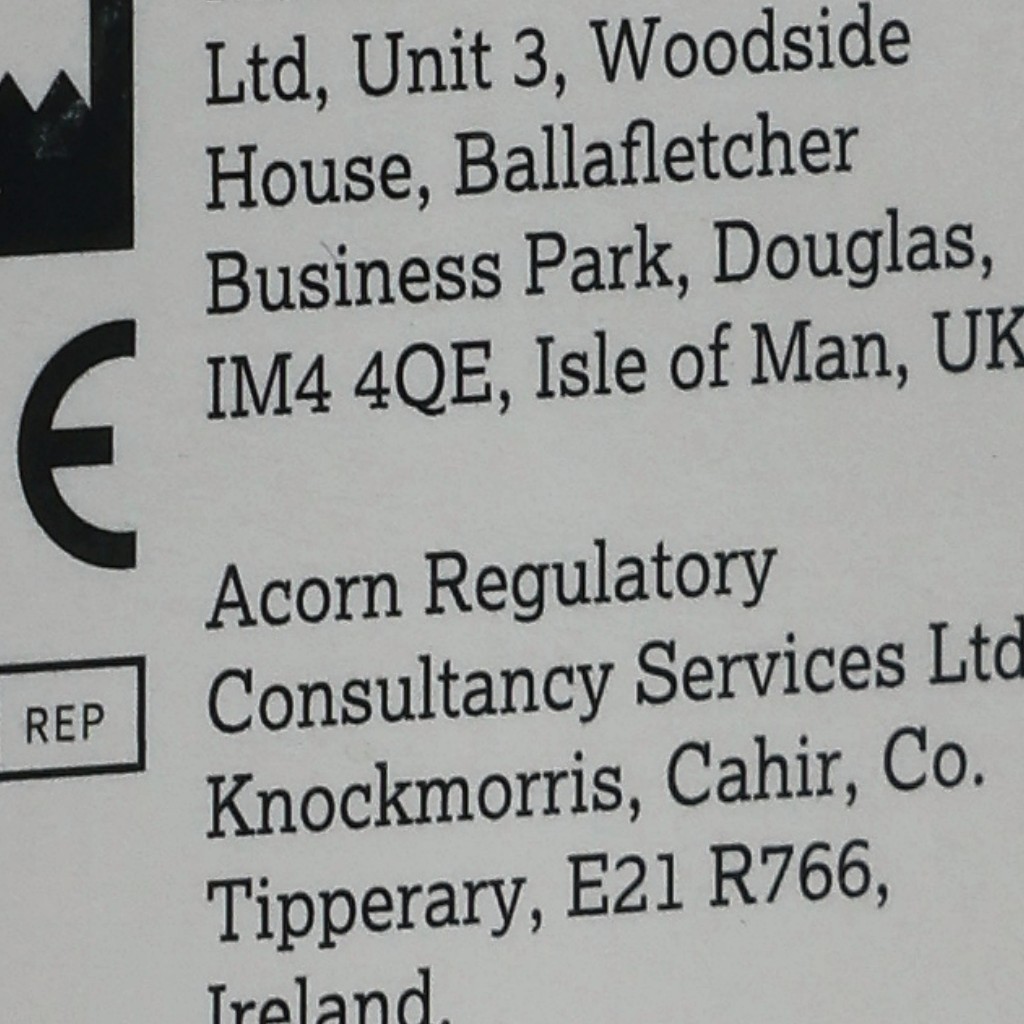 Ltd, Unit 3, Woodside
House, Ballafletcher
Business Park, Douglas,
IM4 4QE, Isle of Man, UK
Acorn Regulatory
Consultancy Services Ltd
REP
Knockmorris, Cahir, Co.
Tipperary, E21 R766,
Ireland.